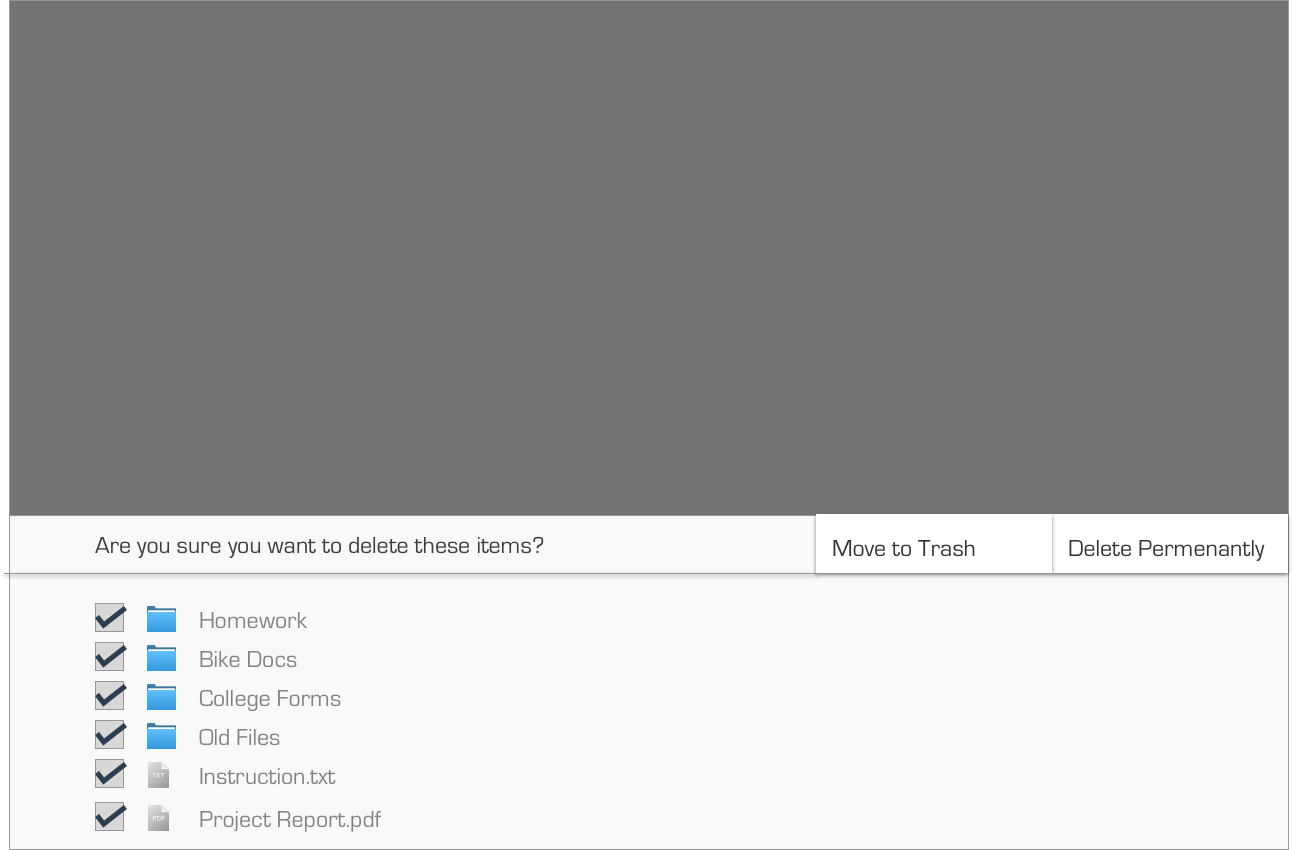 Are you sure you want to delete these items?
Move to Trash
Delete Permenantly
Homework
Bike Docs
College Forms
Old Files
TXT
Instruction.txt
PDF
Project Report.pdf